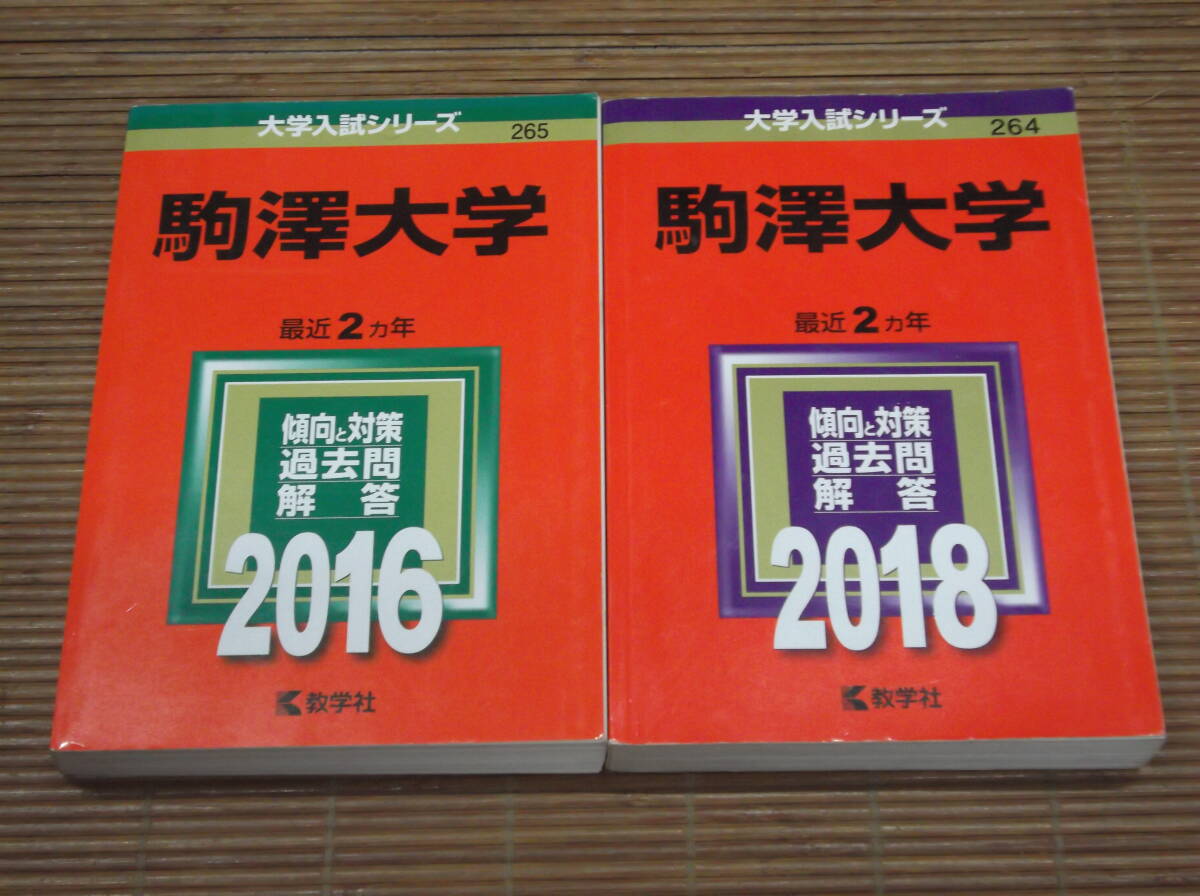 大学入試シリーズ
265
駒澤大学
最近2カ年
傾向と対策
過去問
解答
2016
教学社
大学入試シリーズ
264
駒澤大学
最近2カ年
傾向と対策
過去問
解答
2018
教学社